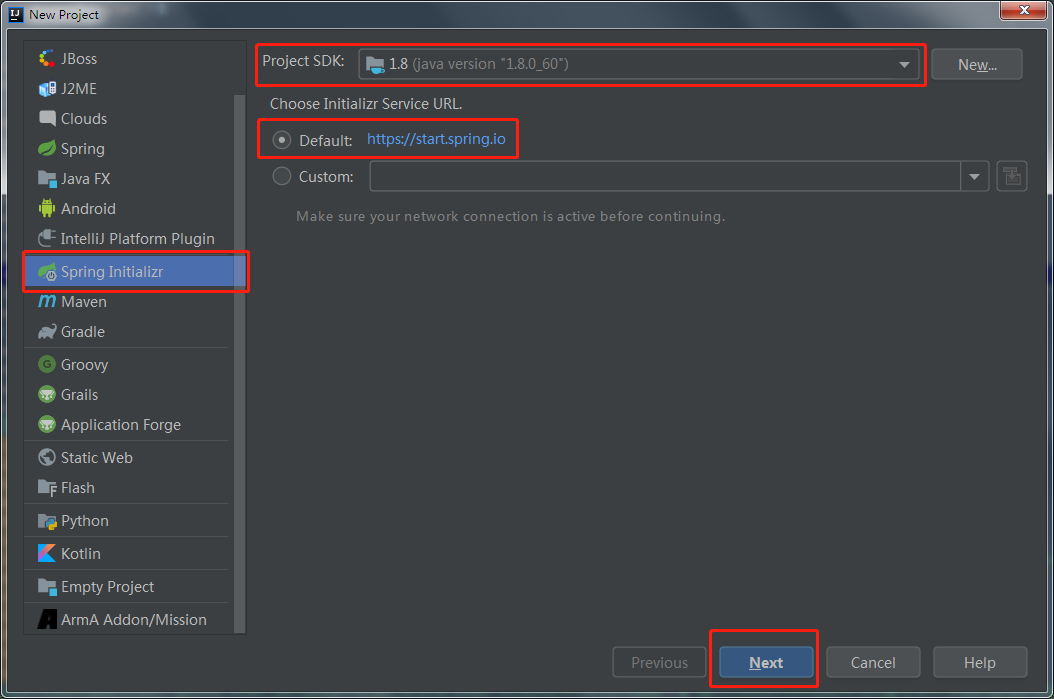 New Project
JBoss
J2ME
Clouds
Spring
Java FX
Android
IntelliJ Platform Plugin
Spring Initializr
Maven
Gradle
Groovy
Grails
Application Forge
Static Web
Flash
Python
Kotlin
Empty Project
ArmA Addon/Mission
Project SDK: 1.8 (java version "1.8.0_60") New...
Choose Initializr Service URL.
Default: https://start.spring.io
Custom:
Make sure your network connection is active before continuing.
Previous Next Cancel Help